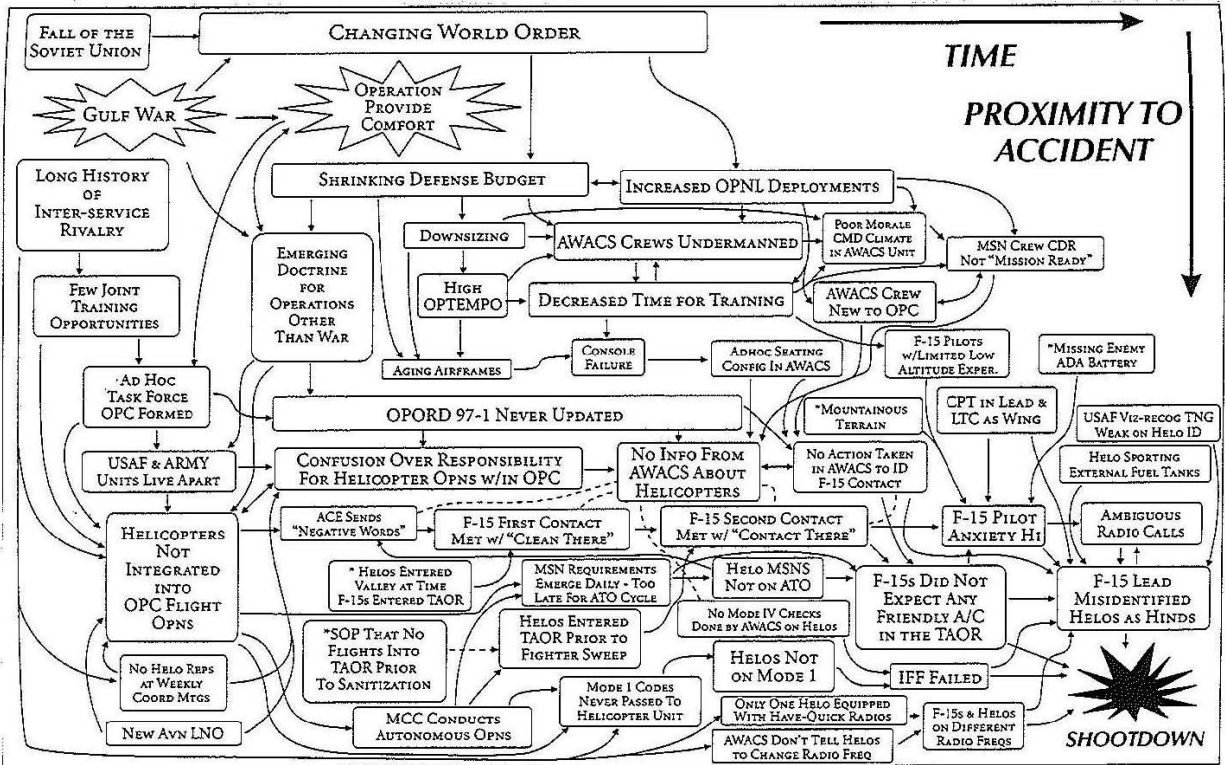 FALL OF THE
SOVIET UNION
CHANGING WORLD ORDER
TIME
PROXIMITY TO
ACCIDENT
GULF WAR
OPERATION
PROVIDE
COMFORT
LONG HISTORY
OF
INTER-SERVICE
RIVALRY
SHRINKING DEFENSE BUDGET
INCREASED OPNL DEPLOYMENTS
DOWNSIZING
AWACS CREWS UNDERMANNED
POOR MORALE
CMD CLIMATE
IN AWACS UNIT
MSN CREW CDR
NOT "MISSION READY"
EMERGING
DOCTRINE
FOR
OPERATIONS
OTHER
THAN WAR
FEW JOINT
TRAINING
OPPORTUNITIES
HIGH
OPTEMPO
DECREASED TIME FOR TRAINING
AWACS CREW
NEW TO OPC
AGING AIRFRAMES
CONSOLE
FAILURE
ADHOC SEATING
CONFIG IN AWACS
F-15 PILOTS
W/LIMITED LOW
ALTITUDE EXPER.
*MISSING ENEMY
ADA BATTERY
AD HOC
TASK FORCE
OPC FORMED
OPORD 97-1 NEVER UPDATED
*MOUNTAINOUS
TERRAIN
CPT IN LEAD &
LTC AS WING
USAF VIZ-RECOG TNG
WEAK ON HELO ID
USAF & ARMY
UNITS LIVE APART
CONFUSION OVER RESPONSIBILITY
FOR HELICOPTER OPNS W/IN OPC
NO INFO FROM
AWACS ABOUT
HELICOPTERS
NO ACTION TAKEN
IN AWACS TO ID
F-15 CONTACT
HELO SPORTING
EXTERNAL FUEL TANKS
HELICOPTERS
NOT
INTEGRATED
INTO
OPC FLIGHT
OPNS
ACE SENDS
"NEGATIVE WORDS"
F-15 FIRST CONTACT
MET W/ "CLEAN THERE"
F-15 SECOND CONTACT
MET W/ "CONTACT THERE"
F-15 PILOT
ANXIETY HI
AMBIGUOUS
RADIO CALLS
* HELOS ENTERED
VALLEY AT TIME
F-15S ENTERED TAOR
MSN REQUIREMENTS
EMERGE DAILY - TOO
LATE FOR ATO CYCLE
HELO MSNS
NOT ON ATO
F-15S DID NOT
EXPECT ANY
FRIENDLY A/C
IN THE TAOR
F-15 LEAD
MISIDENTIFIED
HELOS AS HINDS
NO MODE IV CHECKS
DONE BY AWACS ON HELOS
*SOP THAT NO
FLIGHTS INTO
TAOR PRIOR
TO SANITIZATION
HELOS ENTERED
TAOR PRIOR TO
FIGHTER SWEEP
NO HELO REPS
AT WEEKLY
COORD MTGS
HELOS NOT
ON MODE 1
IFF FAILED
MODE 1 CODES
NEVER PASSED TO
HELICOPTER UNIT
MCC CONDUCTS
AUTONOMOUS OPNS
NEW AVN LNO
ONLY ONE HELO EQUIPPED
WITH HAVE-QUICK RADIOS
AWACS DON'T TELL HELOS
TO CHANGE RADIO FREQ
F-15S & HELOS
ON DIFFERENT
RADIO FREQS
SHOOTDOWN